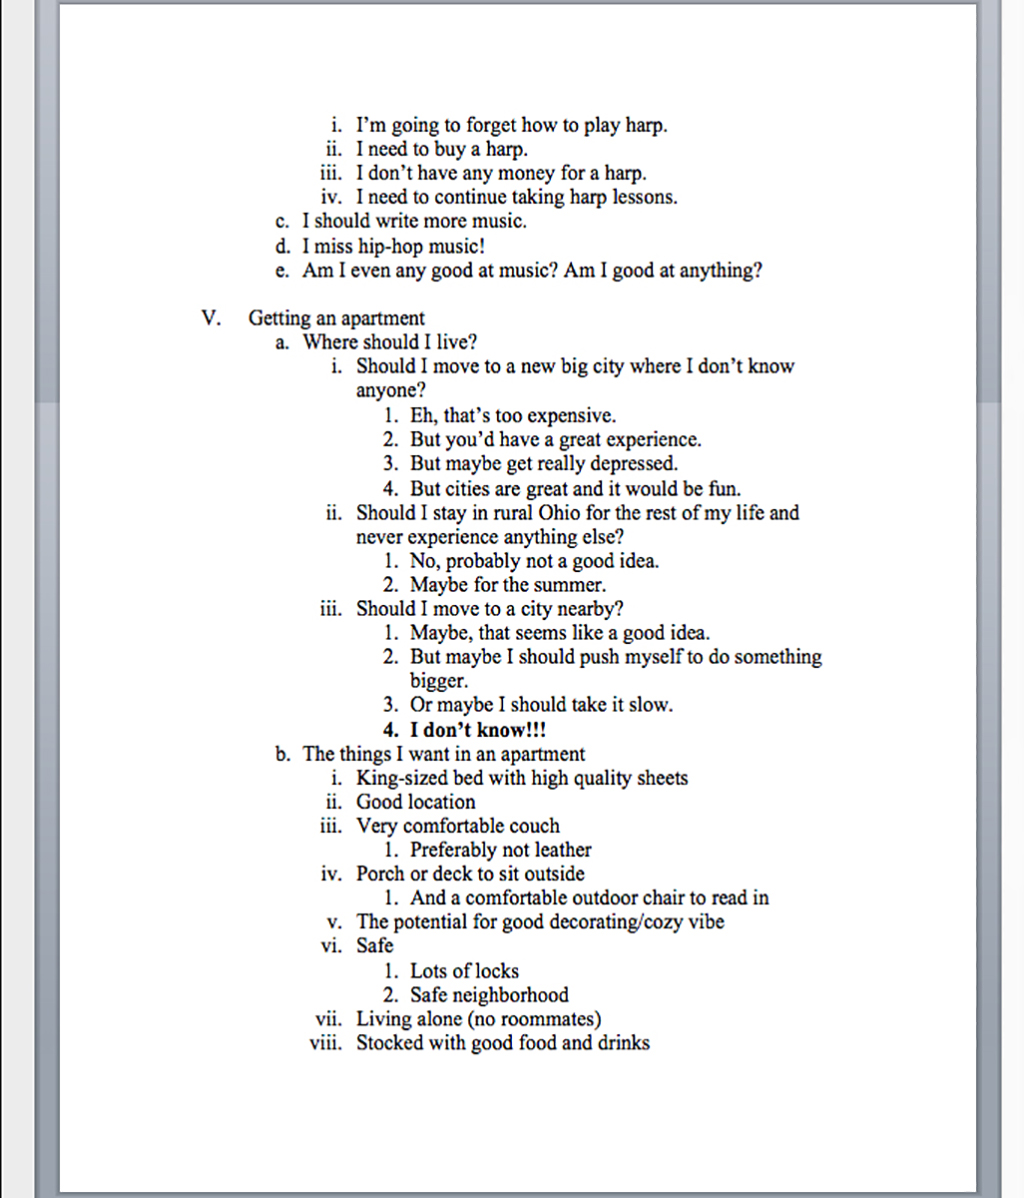 i. I'm going to forget how to play harp.
ii. I need to buy a harp.
iii. I don't have any money for a harp.
iv. I need to continue taking harp lessons.
c. I should write more music.
d. I miss hip-hop music!
e. Am I even any good at music? Am I good at anything?
V. Getting an apartment
a. Where should I live?
i. Should I move to a new big city where I don't know
anyone?
1. Eh, that's too expensive.
2. But you'd have a great experience.
3. But maybe get really depressed.
4. But cities are great and it would be fun.
ii. Should I stay in rural Ohio for the rest of my life and
never experience anything else?
1. No, probably not a good idea.
2. Maybe for the summer.
iii. Should I move to a city nearby?
1. Maybe, that seems like a good idea.
2. But maybe I should push myself to do something
bigger.
3. Or maybe I should take it slow.
4. I don't know!!!
b. The things I want in an apartment
i. King-sized bed with high quality sheets
ii. Good location
iii. Very comfortable couch
1. Preferably not leather
iv. Porch or deck to sit outside
1. And a comfortable outdoor chair to read in
v. The potential for good decorating/cozy vibe
vi. Safe
1. Lots of locks
2. Safe neighborhood
vii. Living alone (no roommates)
viii. Stocked with good food and drinks